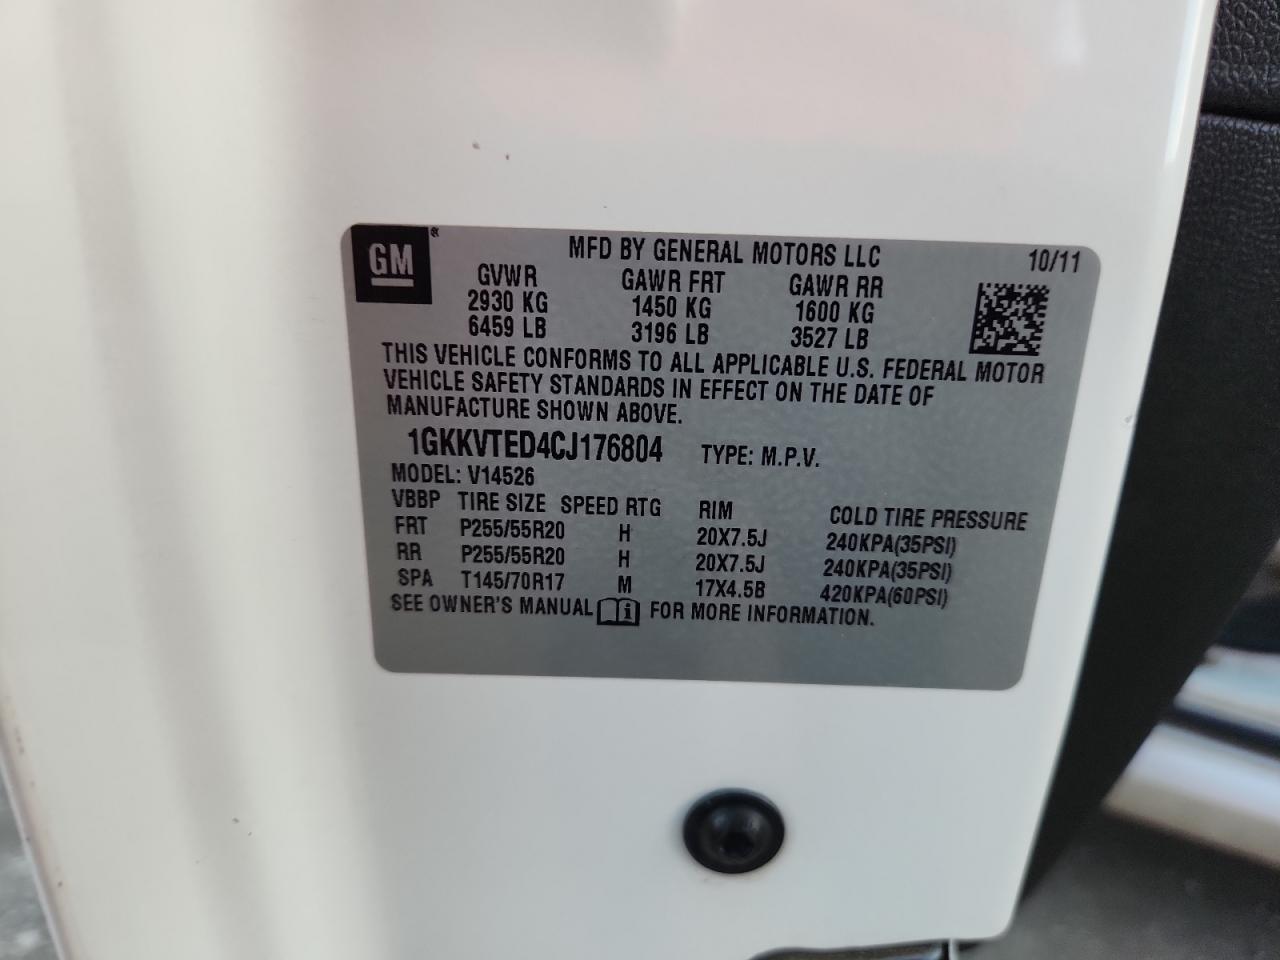 GM®
MFD BY GENERAL MOTORS LLC 10/11
GVWR GAWR FRT GAWR RR
2930 KG 1450 KG 1600 KG
6459 LB 3196 LB 3527 LB
THIS VEHICLE CONFORMS TO ALL APPLICABLE U.S. FEDERAL MOTOR
VEHICLE SAFETY STANDARDS IN EFFECT ON THE DATE OF
MANUFACTURE SHOWN ABOVE.
1GKKVTED4CJ176804 TYPE: M.P.V.
MODEL: V14526
VBBP TIRE SIZE SPEED RTG RIM COLD TIRE PRESSURE
FRT P255/55R20 H 20X7.5J 240KPA(35PSI)
RR P255/55R20 H 20X7.5J 240KPA(35PSI)
SPA T145/70R17 M 17X4.5B 420KPA(60PSI)
SEE OWNER'S MANUAL FOR MORE INFORMATION.